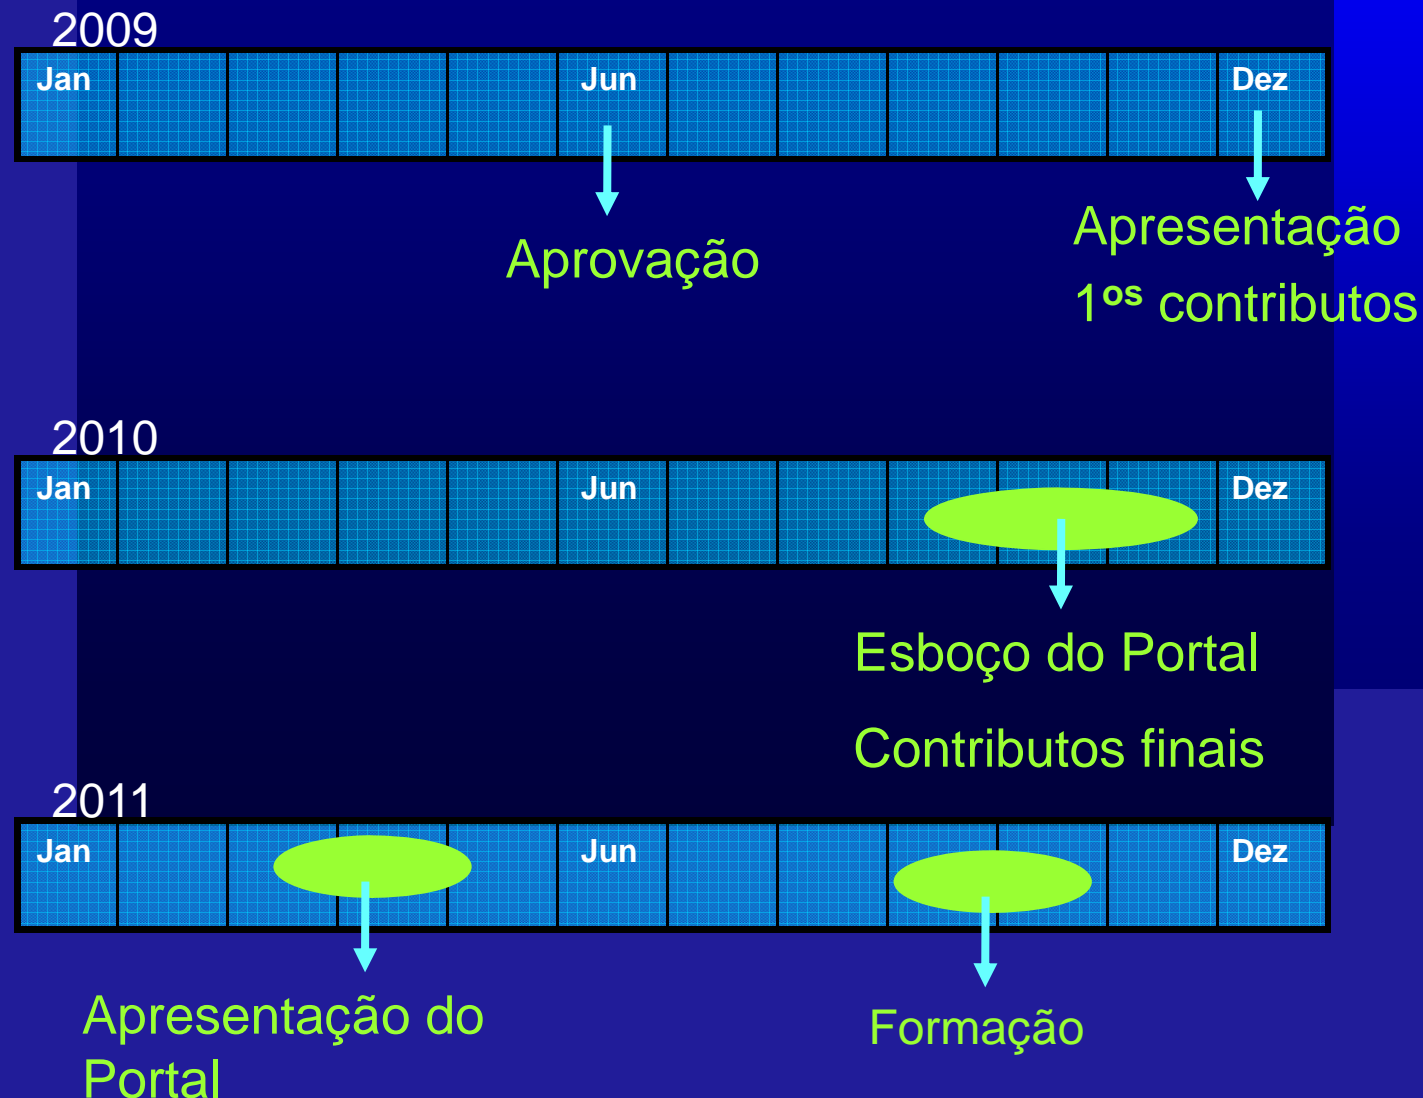 2009
Jan Jun Dez
Aprovação
Apresentação
1os contributos
2010
Jan Jun Dez
Esboço do Portal
Contributos finais
2011
Jan Jun Dez
Apresentação do
Portal
Formação